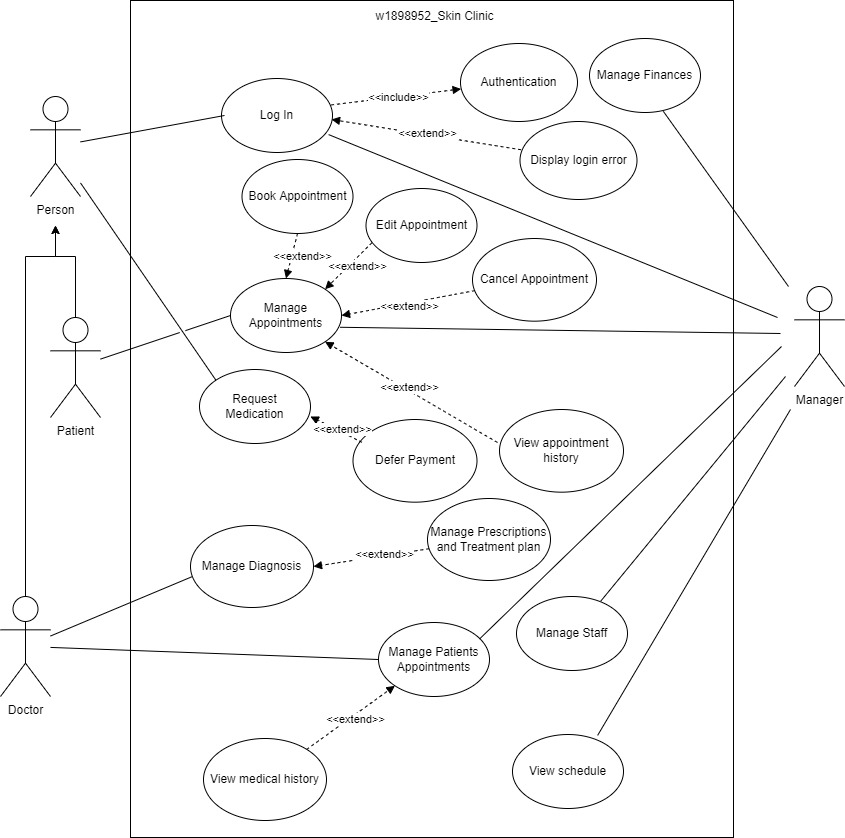 w1898952_Skin Clinic
Authentication
Manage Finances
<<include>>
Log In
<<extend>>
Display login error
Person
Book Appointment
Edit Appointment
<<extend>>
<<extend>>
Cancel Appointment
<<extend>>
Manage
Appointments
Patient
Manager
<<extend>>
Request
Medication
<<extend>>
Defer Payment
View appointment
history
Manage Prescriptions
and Treatment plan
<<extend>>
Manage Diagnosis
Manage Staff
Manage Patients
Appointments
Doctor
<<extend>>
View medical history
View schedule